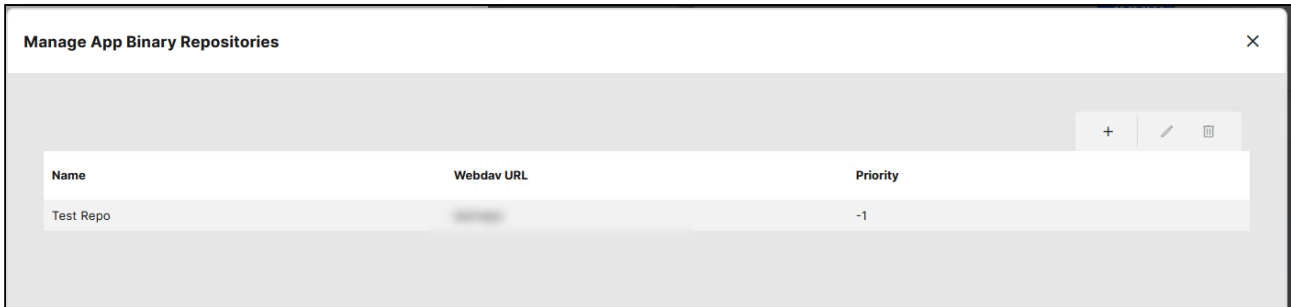 Manage App Binary Repositories
Name Webdav URL Priority
Test Repo -1